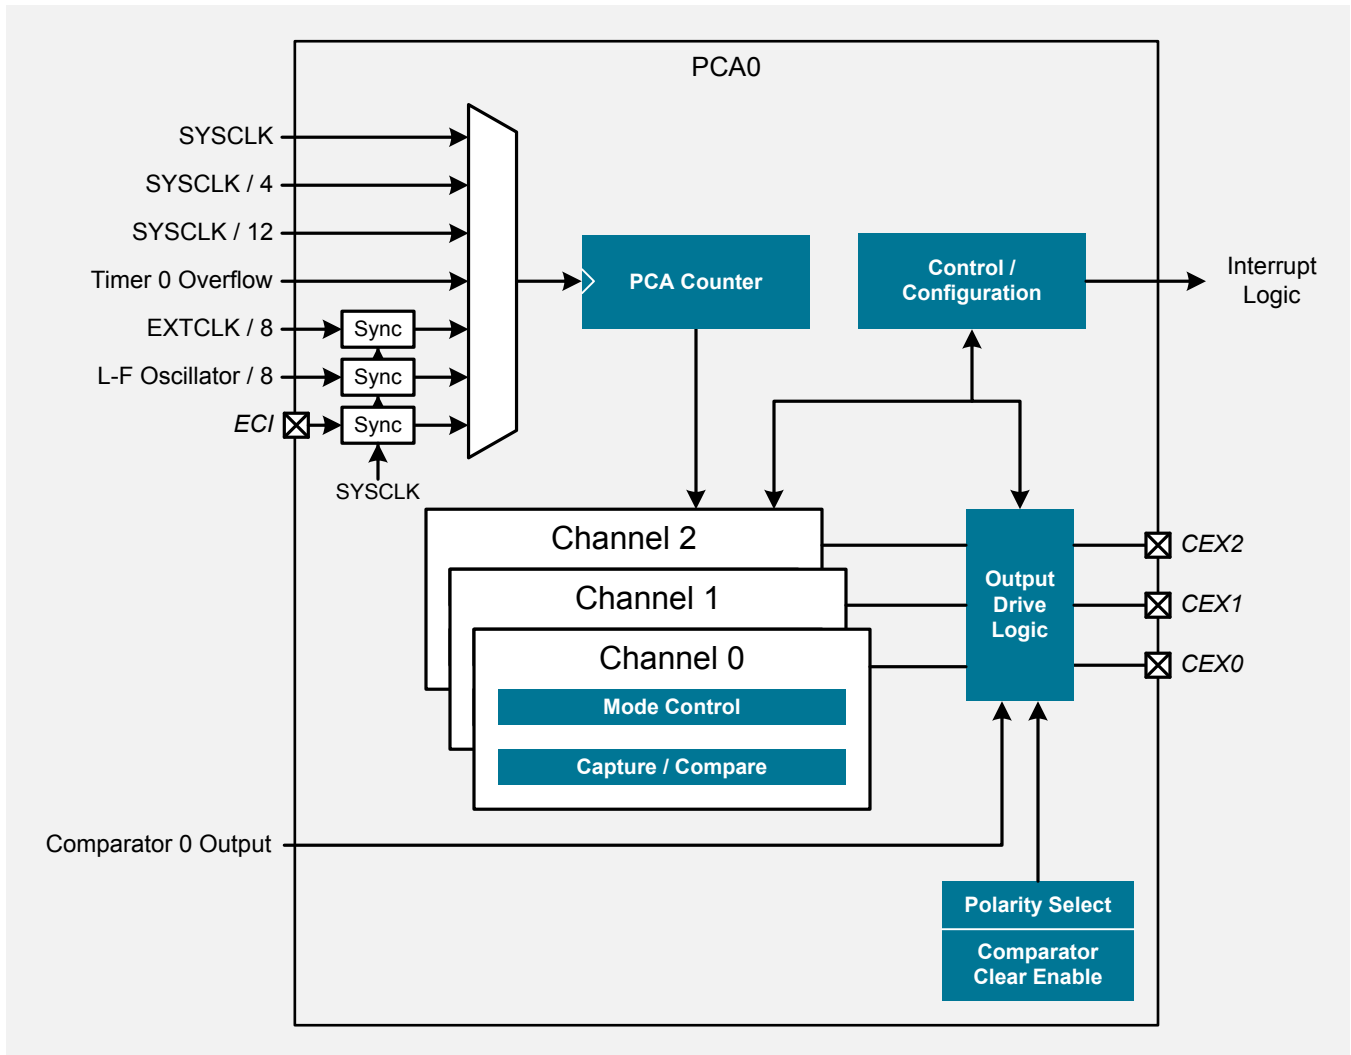 PCA0
SYSCLK
SYSCLK / 4
SYSCLK / 12
Timer 0 Overflow
EXTCLK / 8
L-F Oscillator / 8
ECI
Sync
Sync
Sync
SYSCLK
PCA Counter
Control /
Configuration
Interrupt
Logic
Channel 2
Channel 1
Channel 0
Mode Control
Capture / Compare
Output
Drive
Logic
CEX2
CEX1
CEX0
Comparator 0 Output
Polarity Select
Comparator
Clear Enable